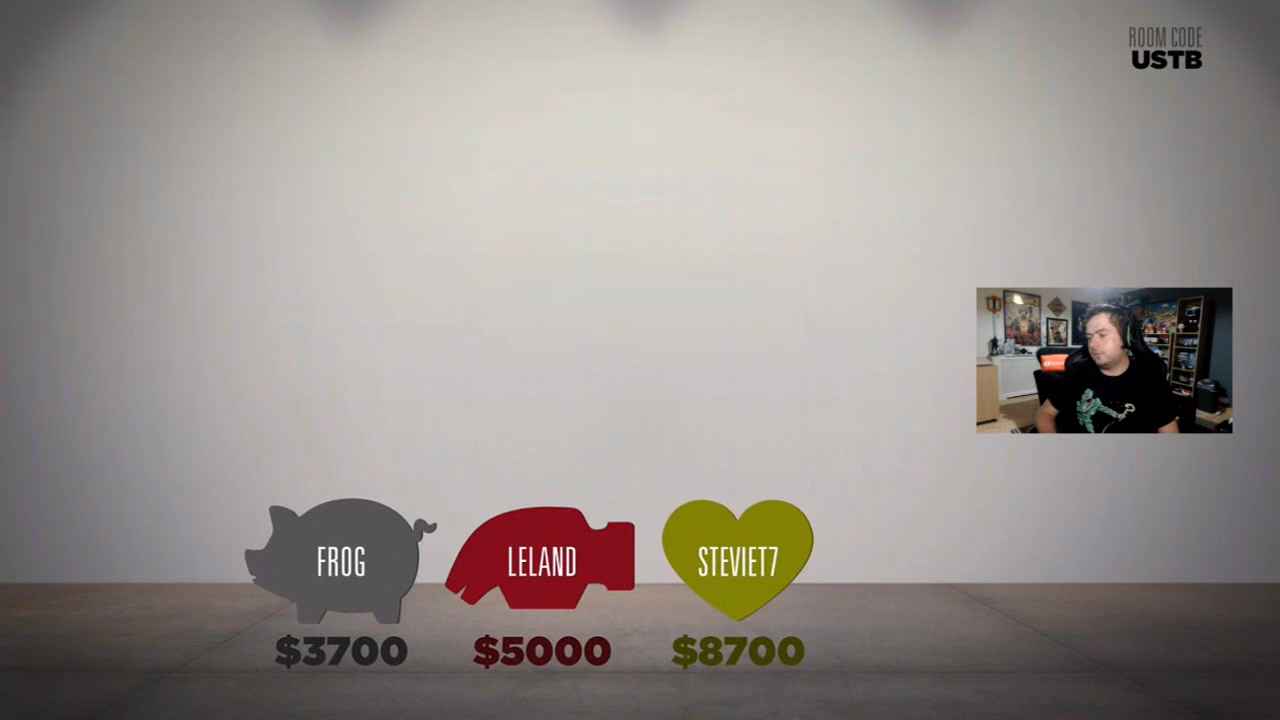 ROOM CODE
USTB
FROG
LELAND
STEVIET7
$3700
$5000
$8700